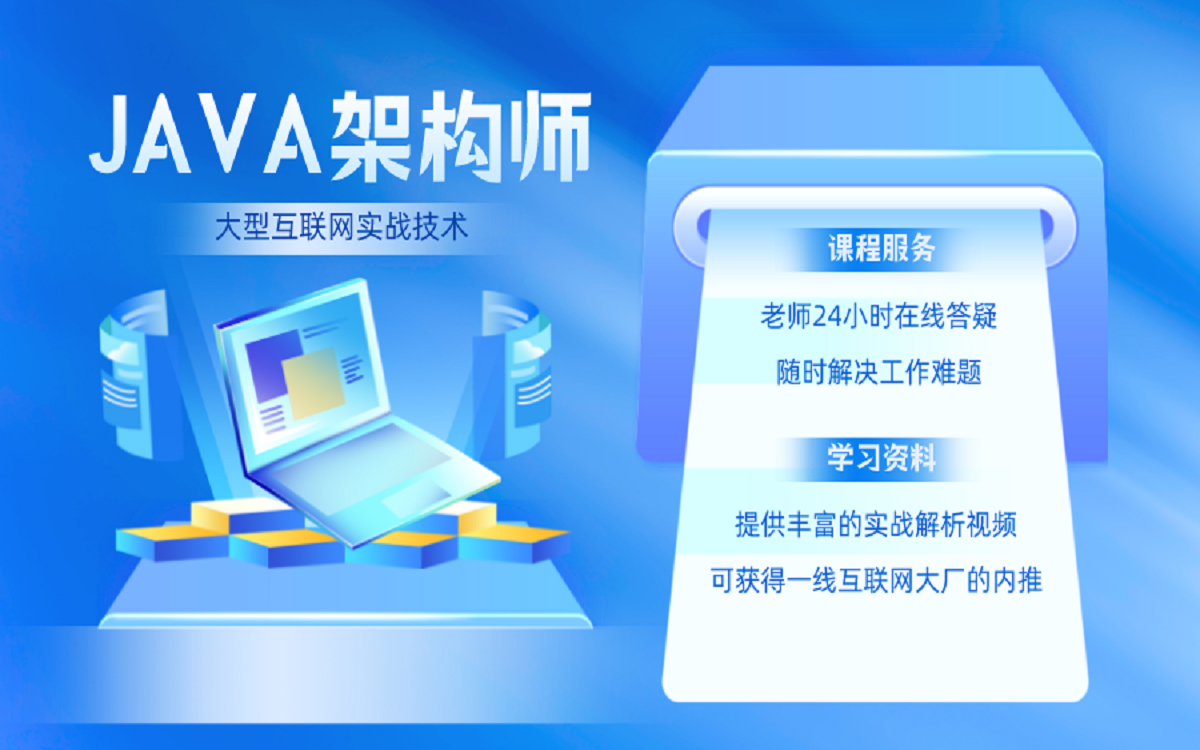 JAVA架构师
大型互联网实战技术
课程服务
老师24小时在线答疑
随时解决工作难题
学习资料
提供丰富的实战解析视频
可获得一线互联网大厂的内推